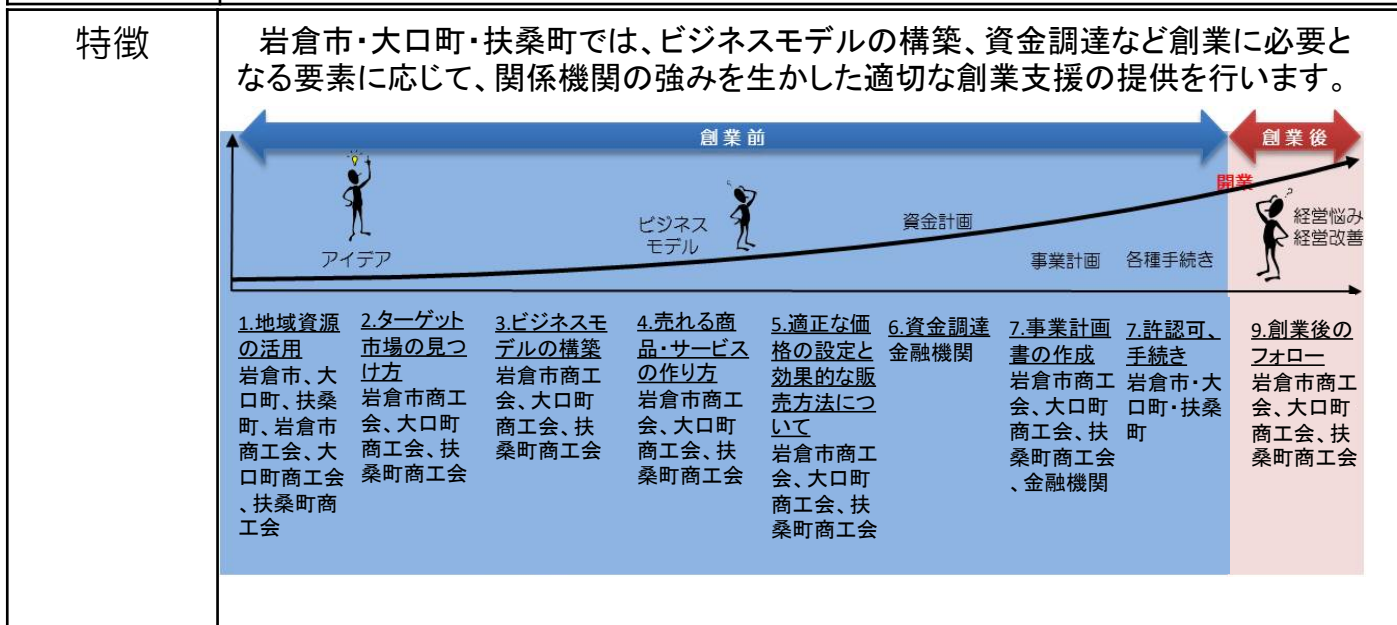 特徴
岩倉市・大口町・扶桑町では、ビジネスモデルの構築、資金調達など創業に必要と
なる要素に応じて、関係機関の強みを生かした適切な創業支援の提供を行います。
創業前
創業後
開業
アイデア
ビジネス
モデル
資金計画
事業計画
各種手続き
経営悩み
経営改善
1.地域資源
の活用
岩倉市、大
口町、扶桑
町、岩倉市
商工会、大
口町商工会
、扶桑町商
工会
2.ターゲット
市場の見つ
け方
岩倉市商工
会、大口町
商工会、扶
桑町商工会
3.ビジネスモ
デルの構築
岩倉市商工
会、大口町
商工会、扶
桑町商工会
4.売れる商
品・サービス
の作り方
岩倉市商工
会、大口町
商工会、扶
桑町商工会
5.適正な価
格の設定と
効果的な販
売方法につ
いて
岩倉市商工
会、大口町
商工会、扶
桑町商工会
6.資金調達
金融機関
7.事業計画
書の作成
岩倉市商工
会、大口町
商工会、扶
桑町商工会
、金融機関
7.許認可、
手続き
岩倉市・大
口町・扶桑
町
9.創業後の
フォロー
岩倉市商工
会、大口町
商工会、扶
桑町商工会